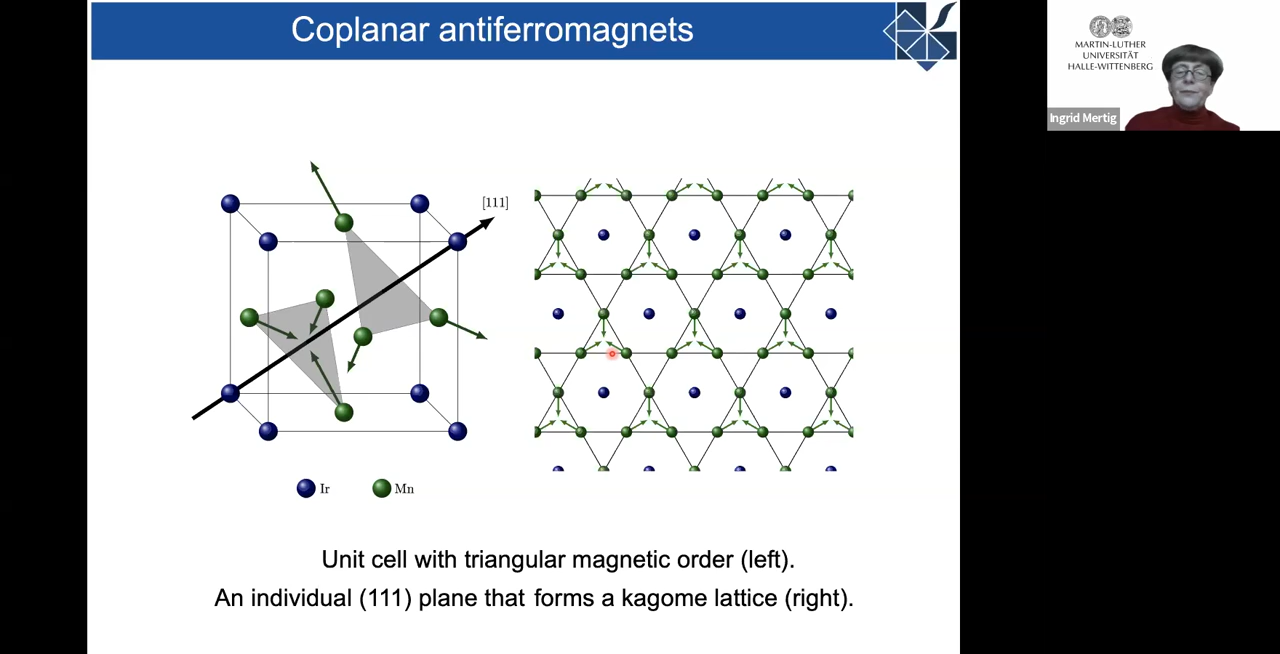 Coplanar antiferromagnets
MARTIN-LUTHER
UNIVERSITÄT
HALLE-WITTENBERG
Ingrid Mertig
[111]
Ir
Mn
Unit cell with triangular magnetic order (left).
An individual (111) plane that forms a kagome lattice (right).